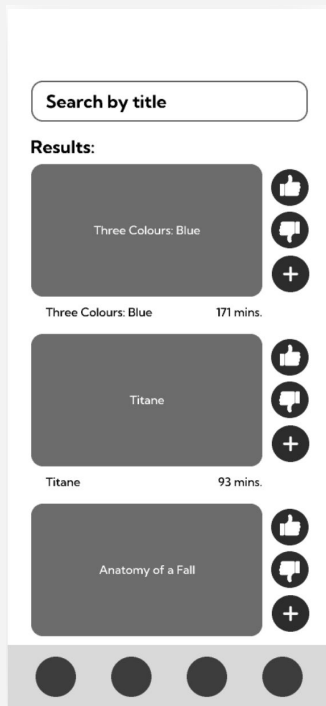 Search by title
Results:
Three Colours: Blue
Three Colours: Blue 171 mins.
Titane
Titane 93 mins.
Anatomy of a Fall